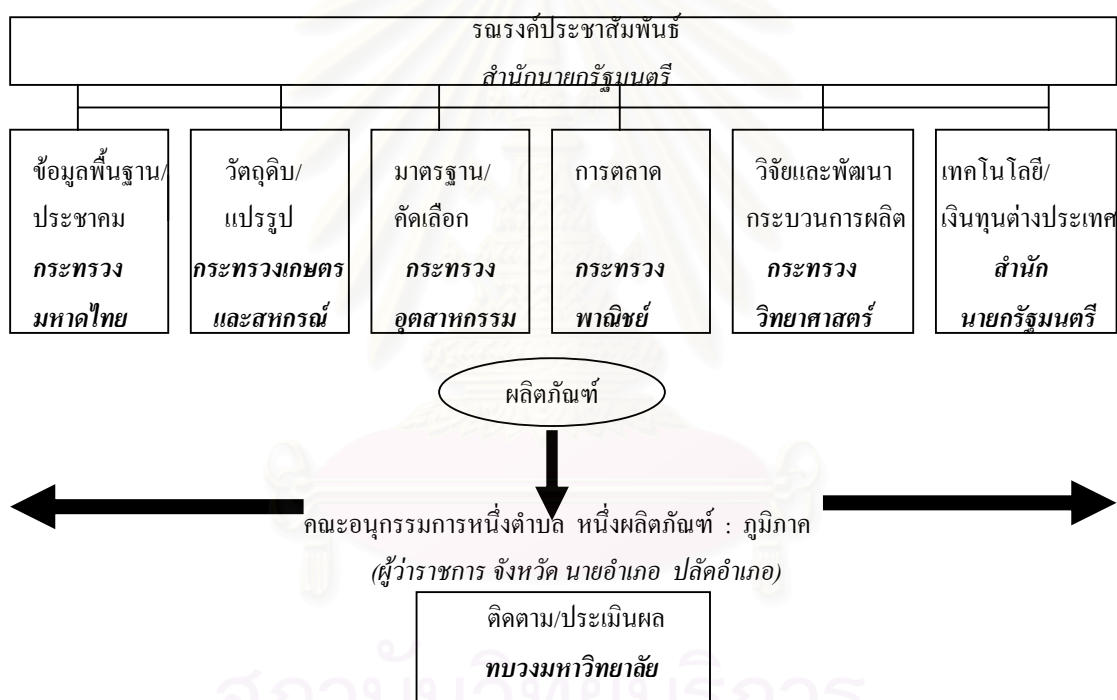 รณรงค์ประชาสัมพันธ์
สำนักนายกรัฐมนตรี
ข้อมูลพื้นฐาน/
ประชาคม
กระทรวง
มหาดไทย
วัตถุดิบ/
แปรรูป
กระทรวงเกษตร
และสหกรณ์
มาตรฐาน/
คัดเลือก
กระทรวง
อุตสาหกรรม
การตลาด
กระทรวง
พาณิชย์
วิจัยและพัฒนา
กระบวนการผลิต
กระทรวง
วิทยาศาสตร์
เทคโนโลยี/
เงินทุนต่างประเทศ
สำนัก
นายกรัฐมนตรี
ผลิตภัณฑ์
คณะอนุกรรมการหนึ่งตำบล หนึ่งผลิตภัณฑ์ : ภูมิภาค
(ผู้ว่าราชการ จังหวัด นายอำเภอ ปลัดอำเภอ)
ติดตาม/ประเมินผล
ทบวงมหาวิทยาลัย
สถาบันวิทยบริการ